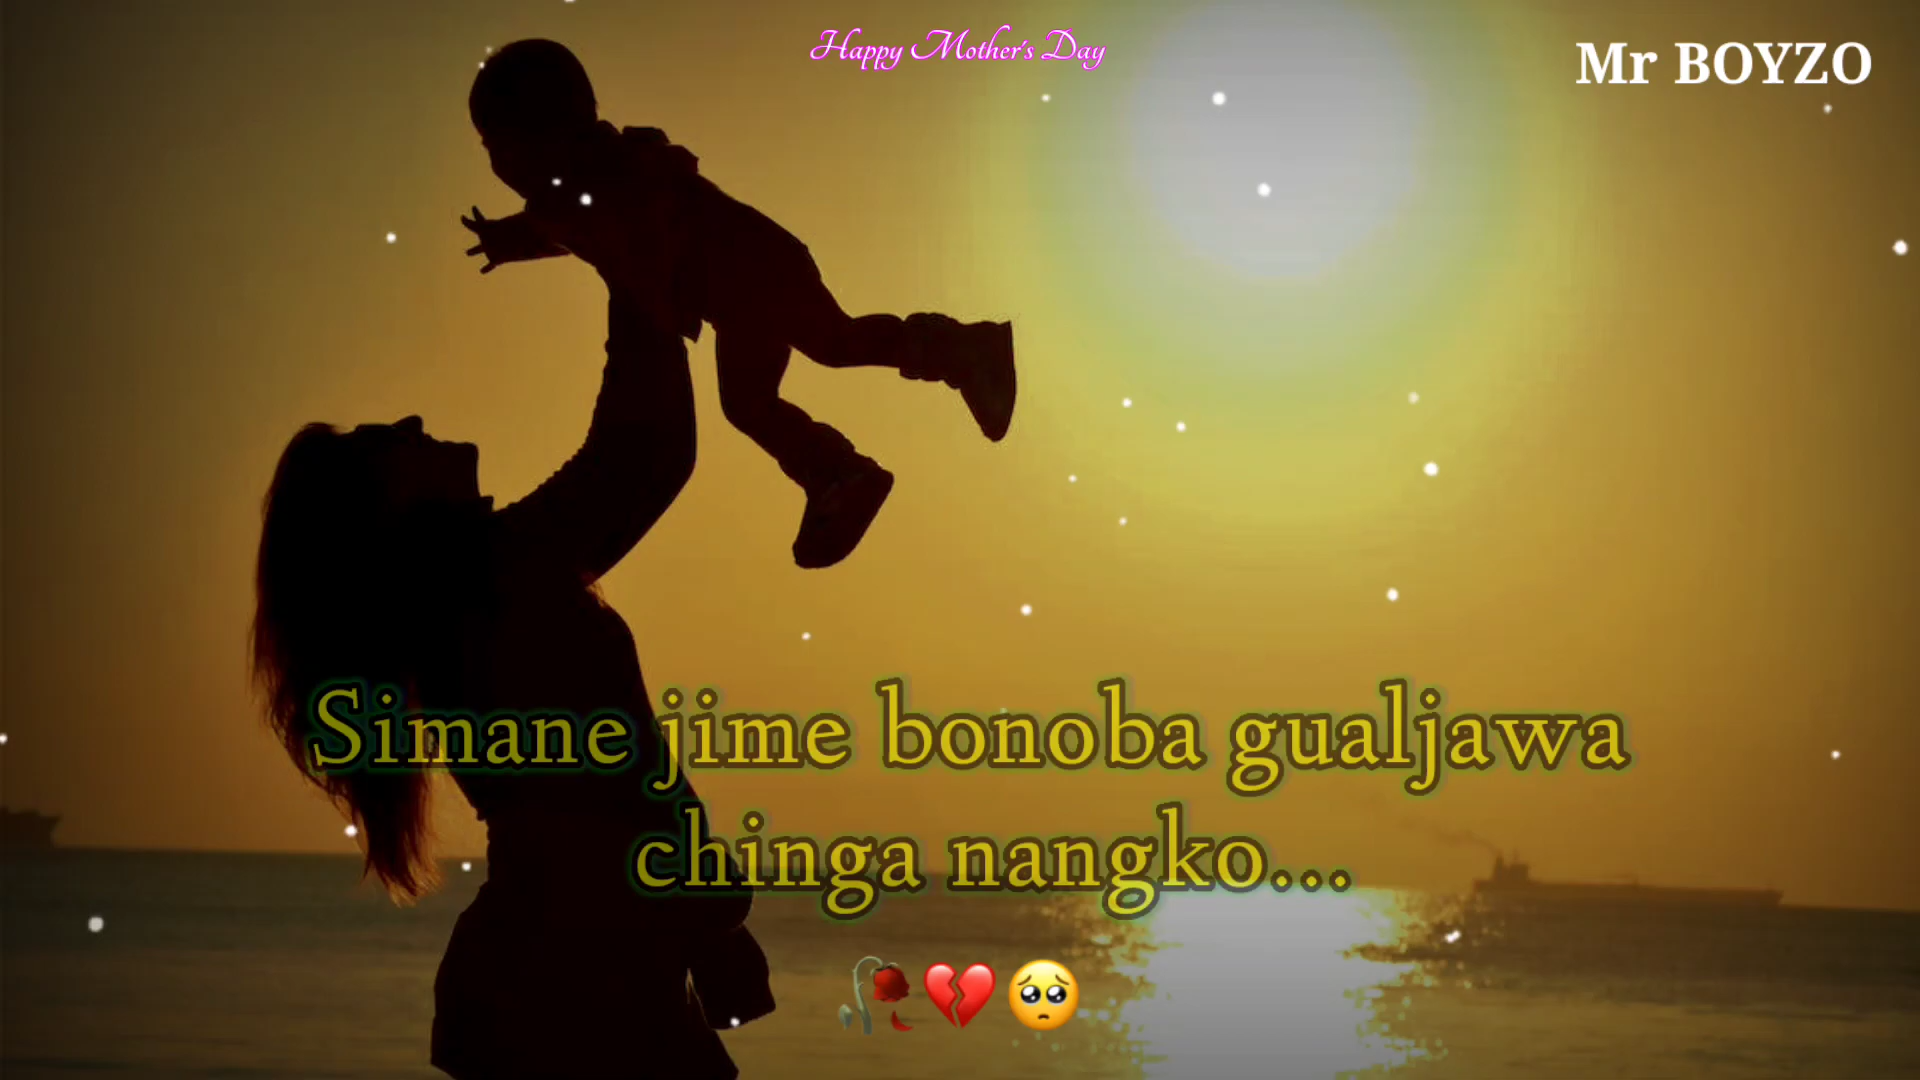 Happy Mother's Day
Mr BOYZO
Simane jime bonoba gualjawa
chinga nangko...
🥀💔🥺